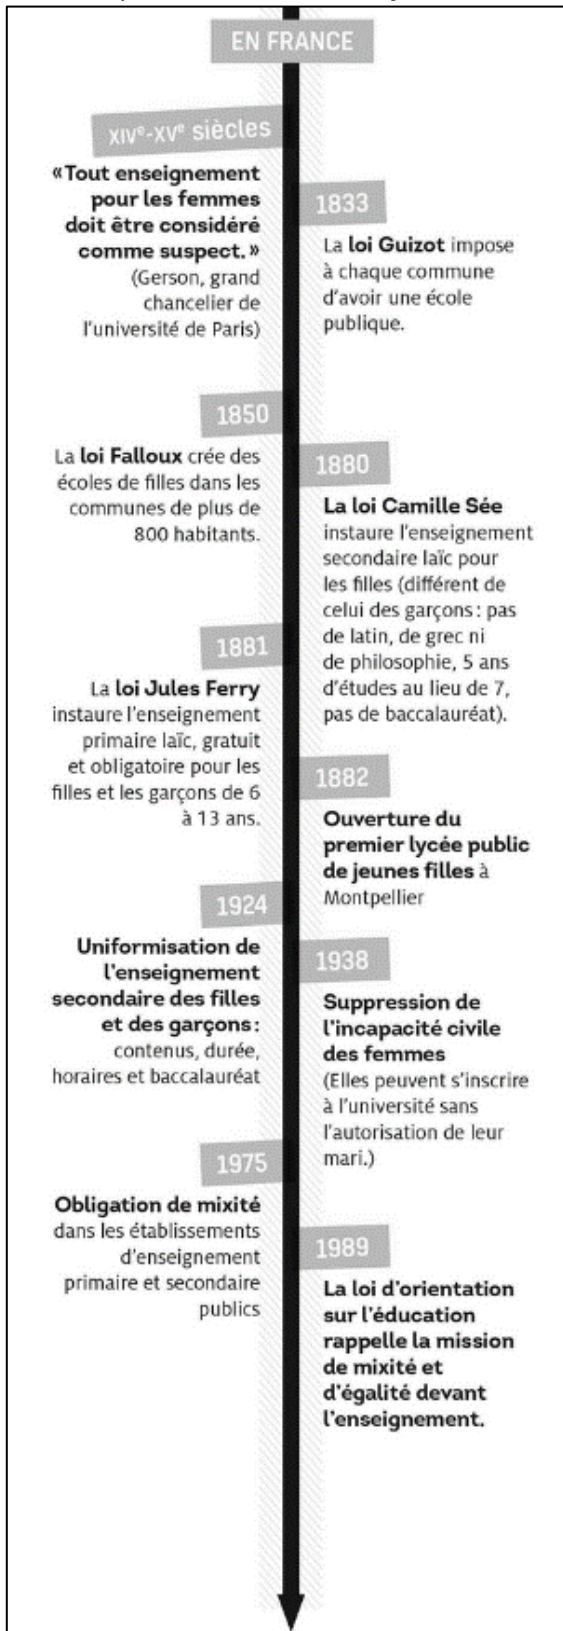 EN FRANCE
XIVe-XVe siècles
« Tout enseignement
pour les femmes
doit être considéré
comme suspect. »
(Gerson, grand
chancelier de
l'université de Paris)
1833
La loi Guizot impose
à chaque commune
d'avoir une école
publique.
1850
La loi Falloux crée des
écoles de filles dans les
communes de plus de
800 habitants.
1880
La loi Camille Sée
instaure l'enseignement
secondaire laïc pour
les filles (différent de
celui des garçons : pas
de latin, de grec ni
de philosophie, 5 ans
d'études au lieu de 7,
pas de baccalauréat).
1881
La loi Jules Ferry
instaure l'enseignement
primaire laïc, gratuit
et obligatoire pour les
filles et les garçons de 6
à 13 ans.
1882
Ouverture du
premier lycée public
de jeunes filles à
Montpellier
1924
Uniformisation de
l'enseignement
secondaire des filles
et des garçons :
contenus, durée,
horaires et baccalauréat
1938
Suppression de
l'incapacité civile
des femmes
(Elles peuvent s'inscrire
à l'université sans
l'autorisation de leur
mari.)
1975
Obligation de mixité
dans les établissements
d'enseignement
primaire et secondaire
publics
1989
La loi d'orientation
sur l'éducation
rappelle la mission
de mixité et
d'égalité devant
l'enseignement.